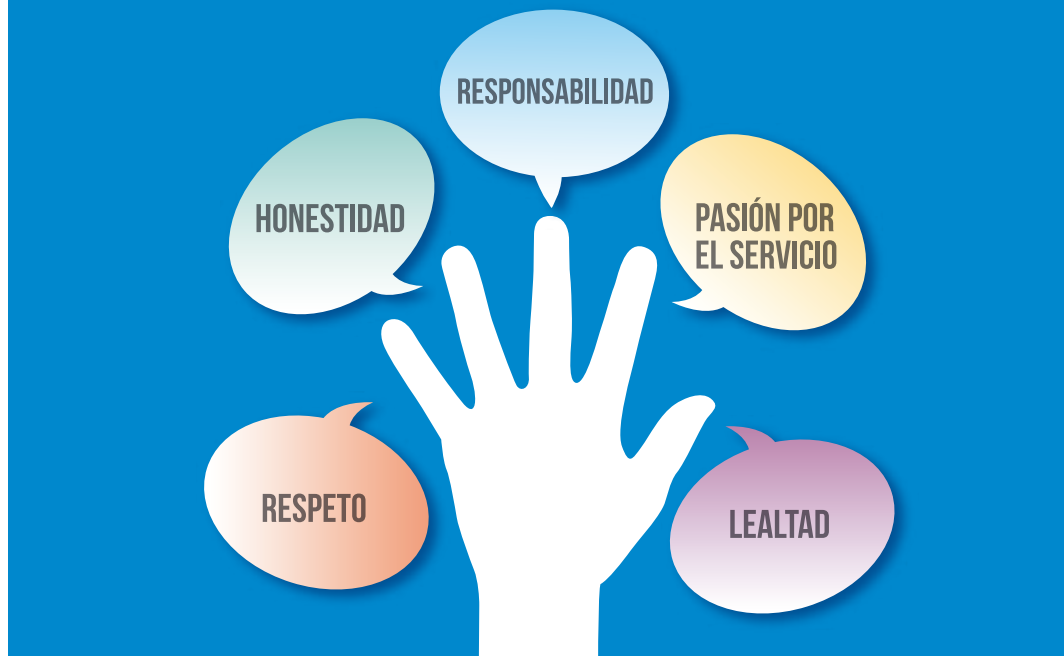 RESPONSABILIDAD
HONESTIDAD
PASIÓN POR
EL SERVICIO
RESPETO
LEALTAD